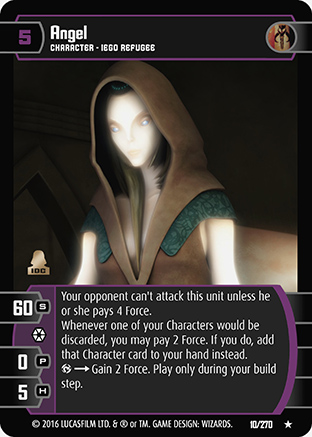 5 Angel
CHARACTER - IEGO REFUGEE
IDC
60 S
0 P
5 H
Your opponent can't attack this unit unless he
or she pays 4 Force.
Whenever one of your Characters would be
discarded, you may pay 2 Force. If you do, add
that Character card to your hand instead.
Gain 2 Force. Play only during your build
step.
© 2016 LUCASFILM LTD. & ® or TM. GAME DESIGN: WIZARDS. 10/270 ★